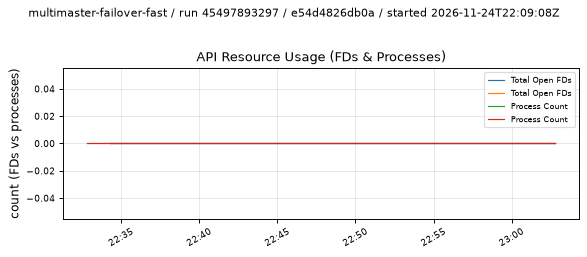 multimaster-failover-fast / run 45497893297 / e54d4826db0a / started 2026-11-24T22:09:08Z
API Resource Usage (FDs & Processes)
count (FDs vs processes)
0.04
0.02
0.00
−0.02
−0.04
Total Open FDs
Total Open FDs
Process Count
Process Count
22:35
22:40
22:45
22:50
22:55
23:00